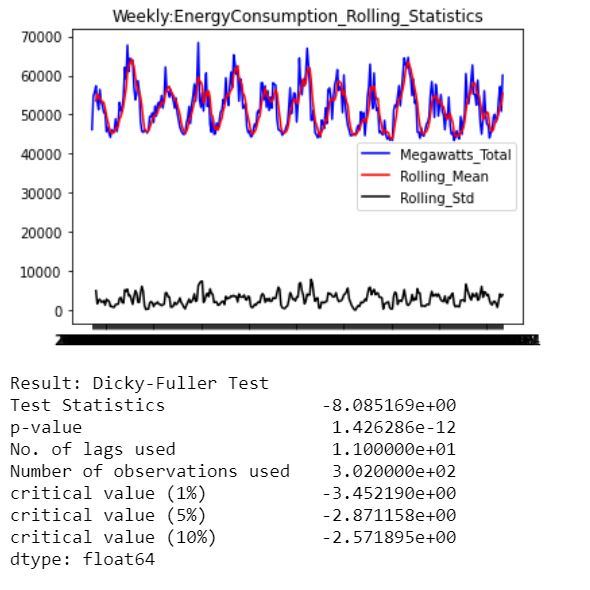 Weekly:EnergyConsumption_Rolling_Statistics
70000
60000
50000
40000
30000
20000
10000
0
Megawatts_Total
Rolling_Mean
Rolling_Std
Result: Dicky-Fuller Test
Test Statistics -8.085169e+00
p-value 1.426286e-12
No. of lags used 1.100000e+01
Number of observations used 3.020000e+02
critical value (1%) -3.452190e+00
critical value (5%) -2.871158e+00
critical value (10%) -2.571895e+00
dtype: float64